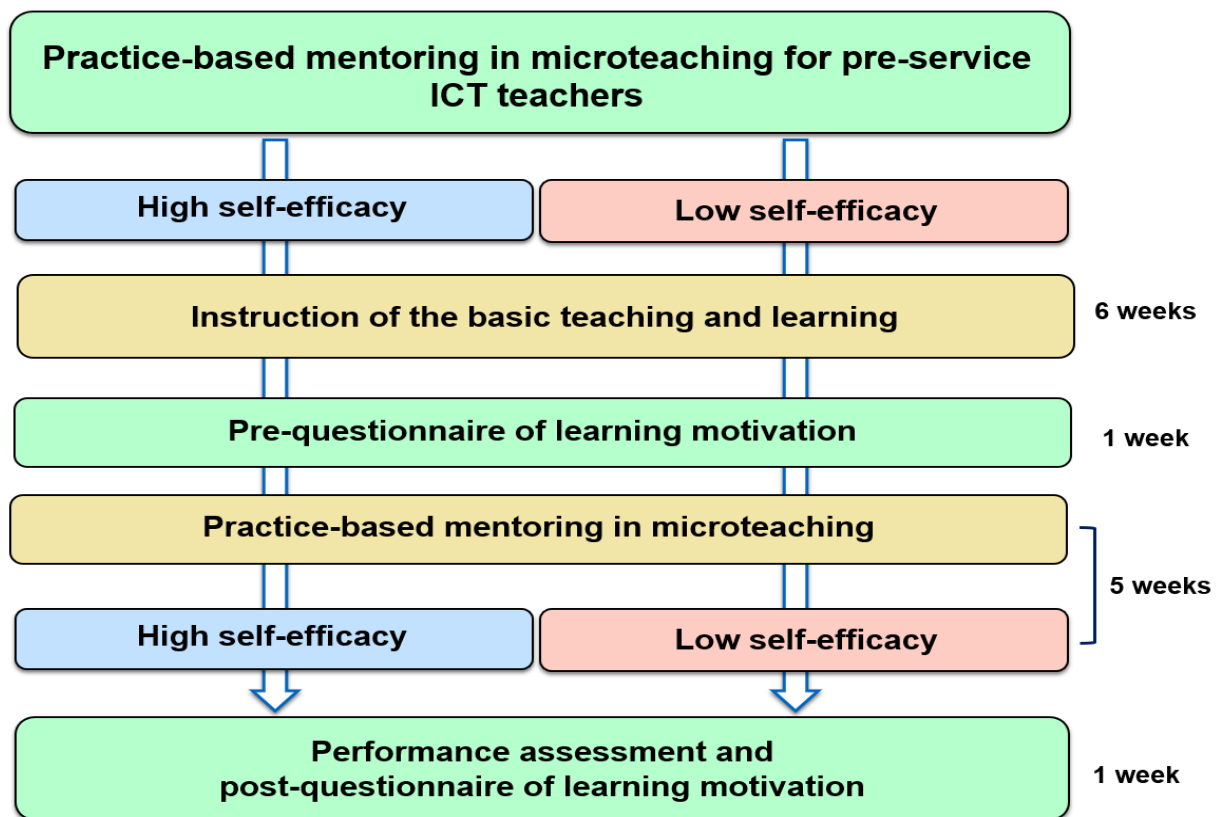 Practice-based mentoring in microteaching for pre-service
ICT teachers
High self-efficacy
Low self-efficacy
Instruction of the basic teaching and learning
6 weeks
Pre-questionnaire of learning motivation
1 week
Practice-based mentoring in microteaching
5 weeks
High self-efficacy
Low self-efficacy
Performance assessment and
post-questionnaire of learning motivation
1 week